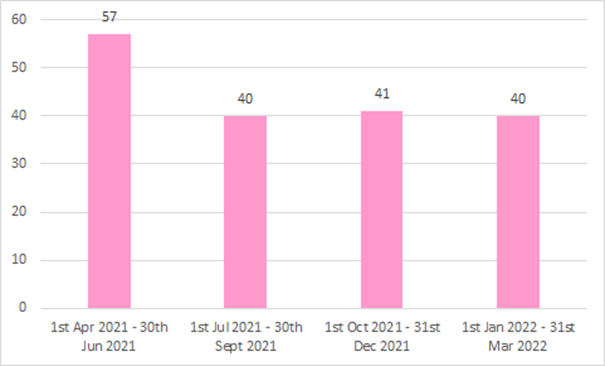 60
57
50
40
41
40
40
30
20
10
0
1st Apr 2021 - 30th
Jun 2021
1st Jul 2021 - 30th
Sept 2021
1st Oct 2021 - 31st
Dec 2021
1st Jan 2022 - 31st
Mar 2022